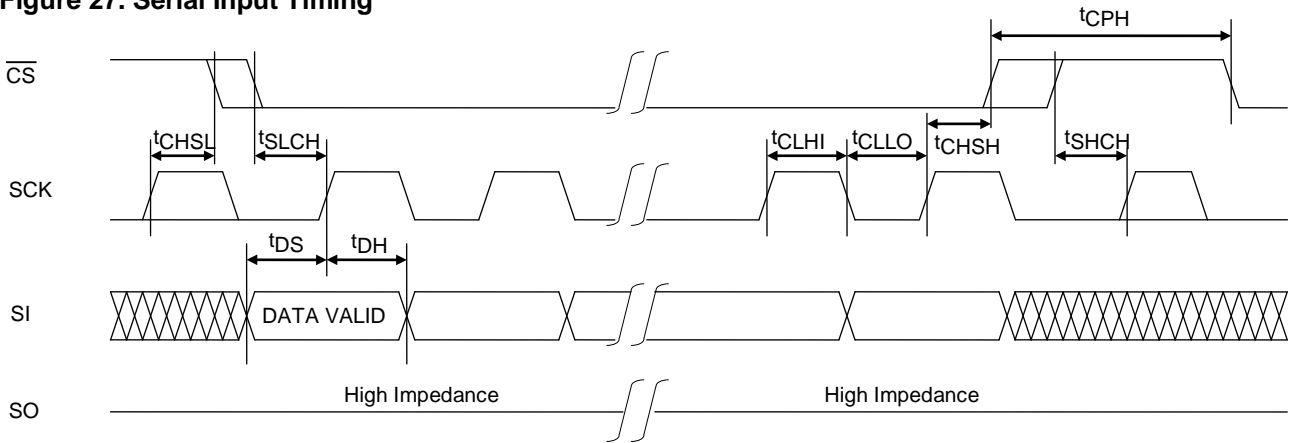 Figure 27. Serial Input Timing
tCPH
CS
tCHSL
tSLCH
tCLHI
tCLLO
tCHSH
tSHCH
SCK
tDS
tDH
SI
DATA VALID
SO
High Impedance
High Impedance